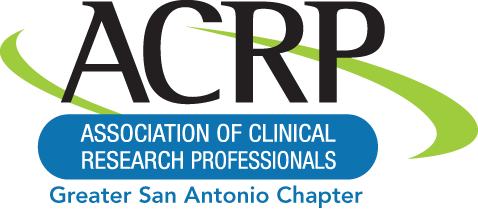 ACRP
ASSOCIATION OF CLINICAL
RESEARCH PROFESSIONALS
Greater San Antonio Chapter